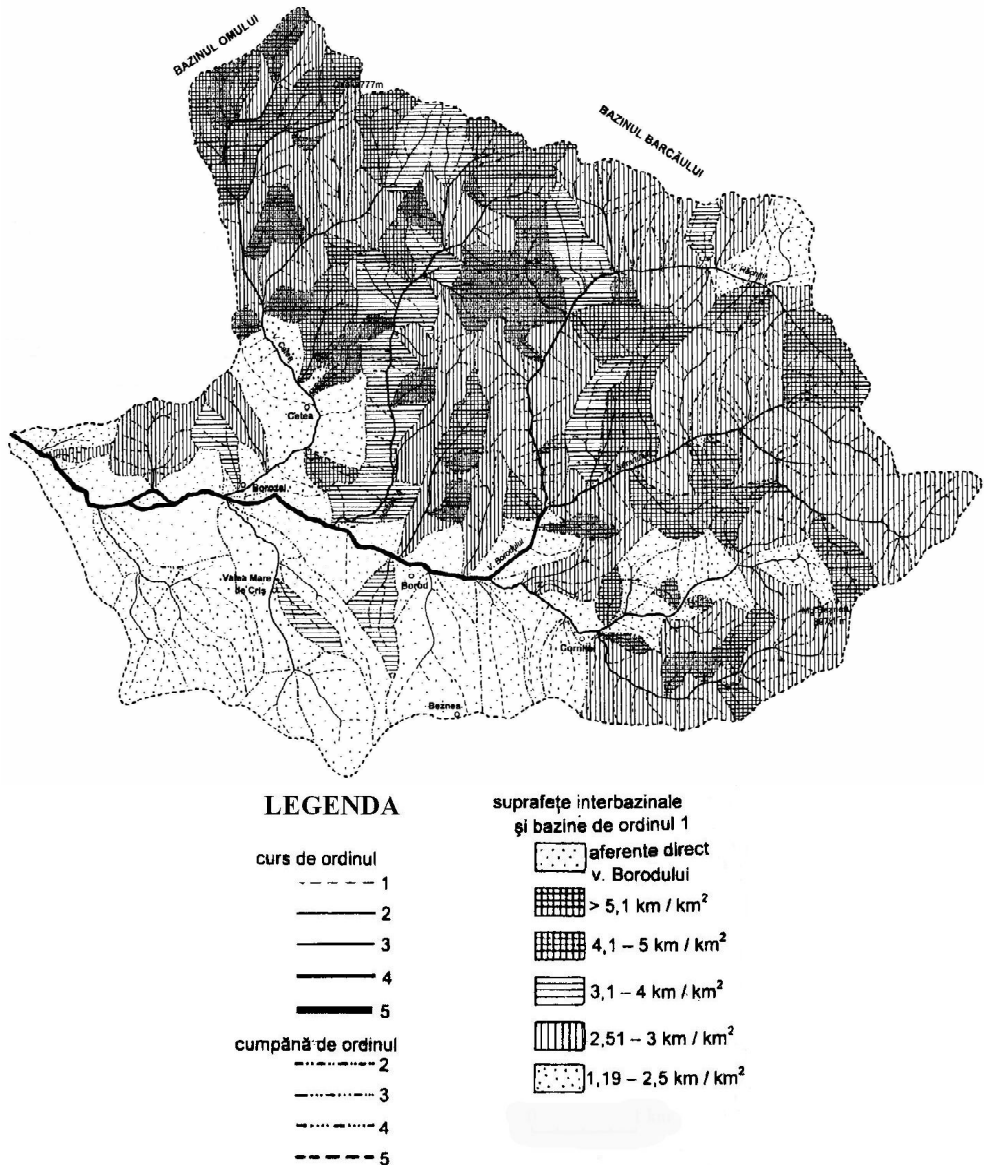 BAZINUL OMULUI
777m
BAZINUL BARCĂULUI
V. Cetea
Cetea
Borozel
V. Borodului
Borod
Valea Mare
de Criș
Cornițel
Beznea
LEGENDA
curs de ordinul
1
2
3
4
5
cumpănă de ordinul
2
3
4
5
suprafețe interbazinale
și bazine de ordinul 1
aferente direct
v. Borodului
> 5,1 km / km²
4,1 – 5 km / km²
3,1 – 4 km / km²
2,51 – 3 km / km²
1,19 – 2,5 km / km²